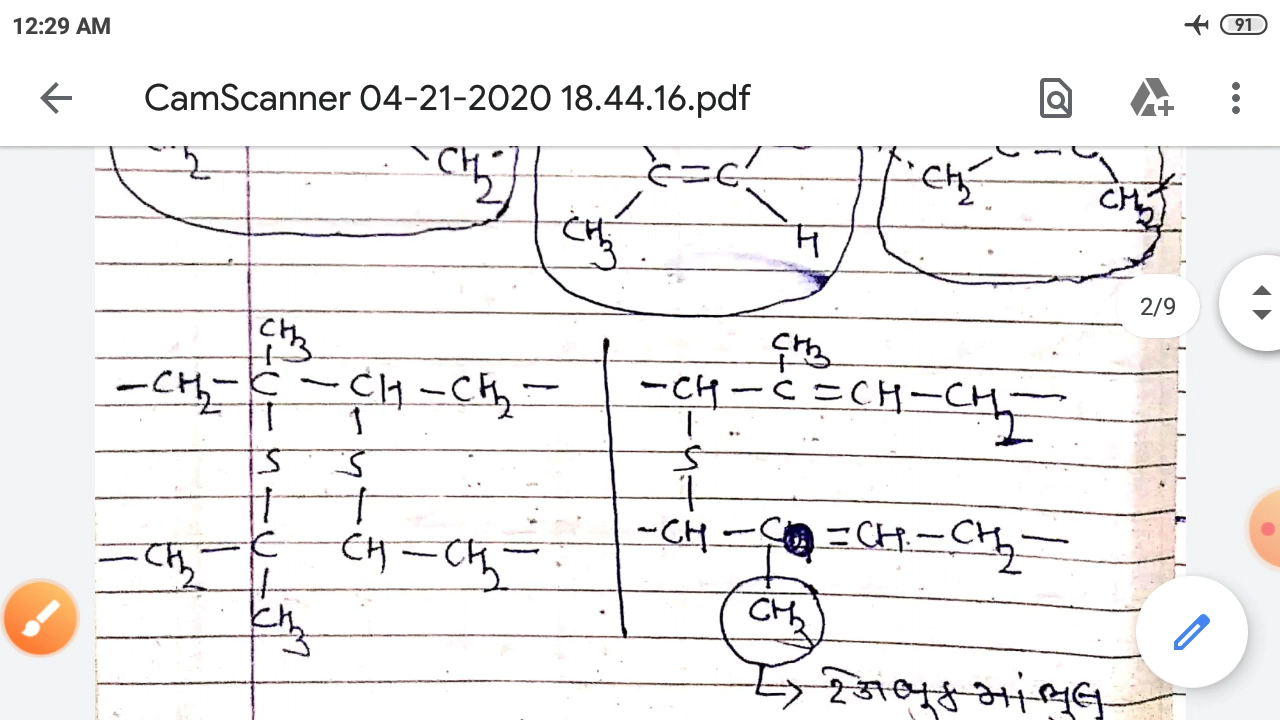 12:29 AM
91
CamScanner 04-21-2020 18.44.16.pdf
CH₂
CH₂
C=C
CH₃
H
CH₂
CH₂
2/9
CH₃
CH₃
-CH₂-C-CH-CH₂-
-CH-C=CH-CH₂-
S S
S
-CH₂-C CH-CH₂-
-CH-C=CH-CH₂-
CH₃
CH₃